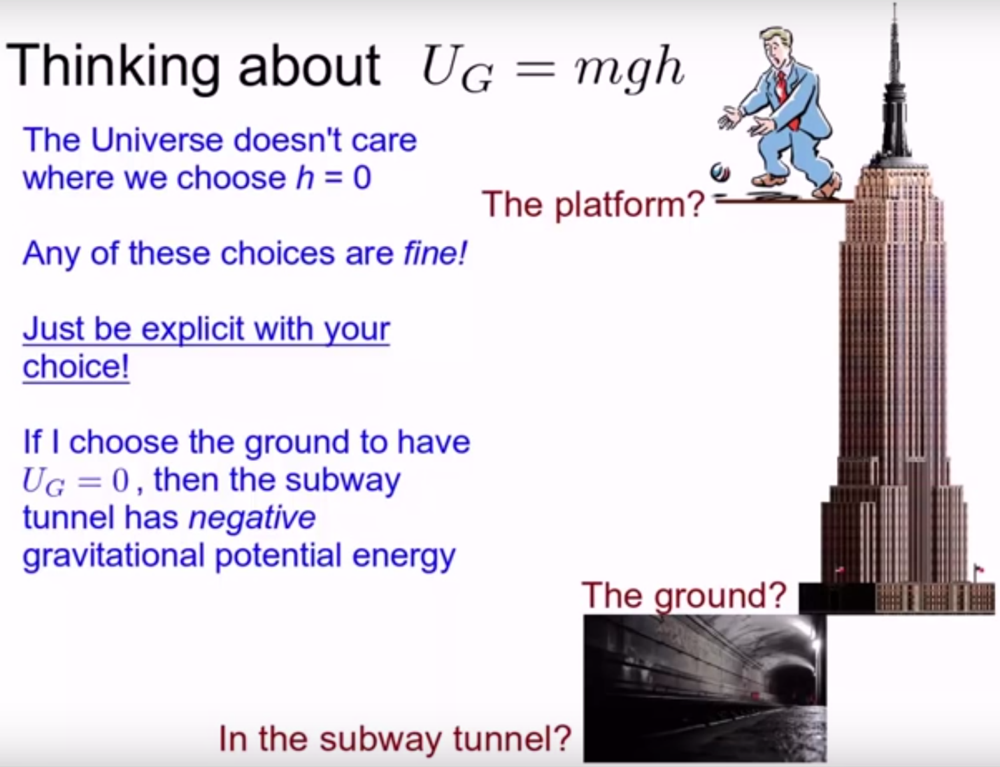 Thinking about U_G = mgh
The Universe doesn't care
where we choose h = 0
The platform?
Any of these choices are fine!
Just be explicit with your
choice!
If I choose the ground to have
U_G = 0 , then the subway
tunnel has negative
gravitational potential energy
The ground?
In the subway tunnel?